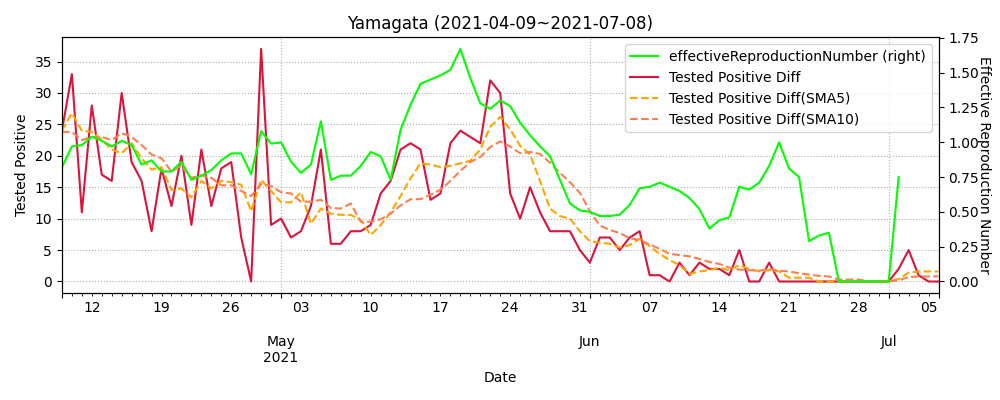 Yamagata (2021-04-09~2021-07-08)
effectiveReproductionNumber (right)
Tested Positive Diff
Tested Positive Diff(SMA5)
Tested Positive Diff(SMA10)
Tested Positive
35
30
25
20
15
10
5
0
1.75
1.50
1.25
1.00
0.75
0.50
0.25
0.00
Effective Reproduction Number
12 19 26 03 10 17 24 31 07 14 21 28 05
May Jun Jul
2021
Date